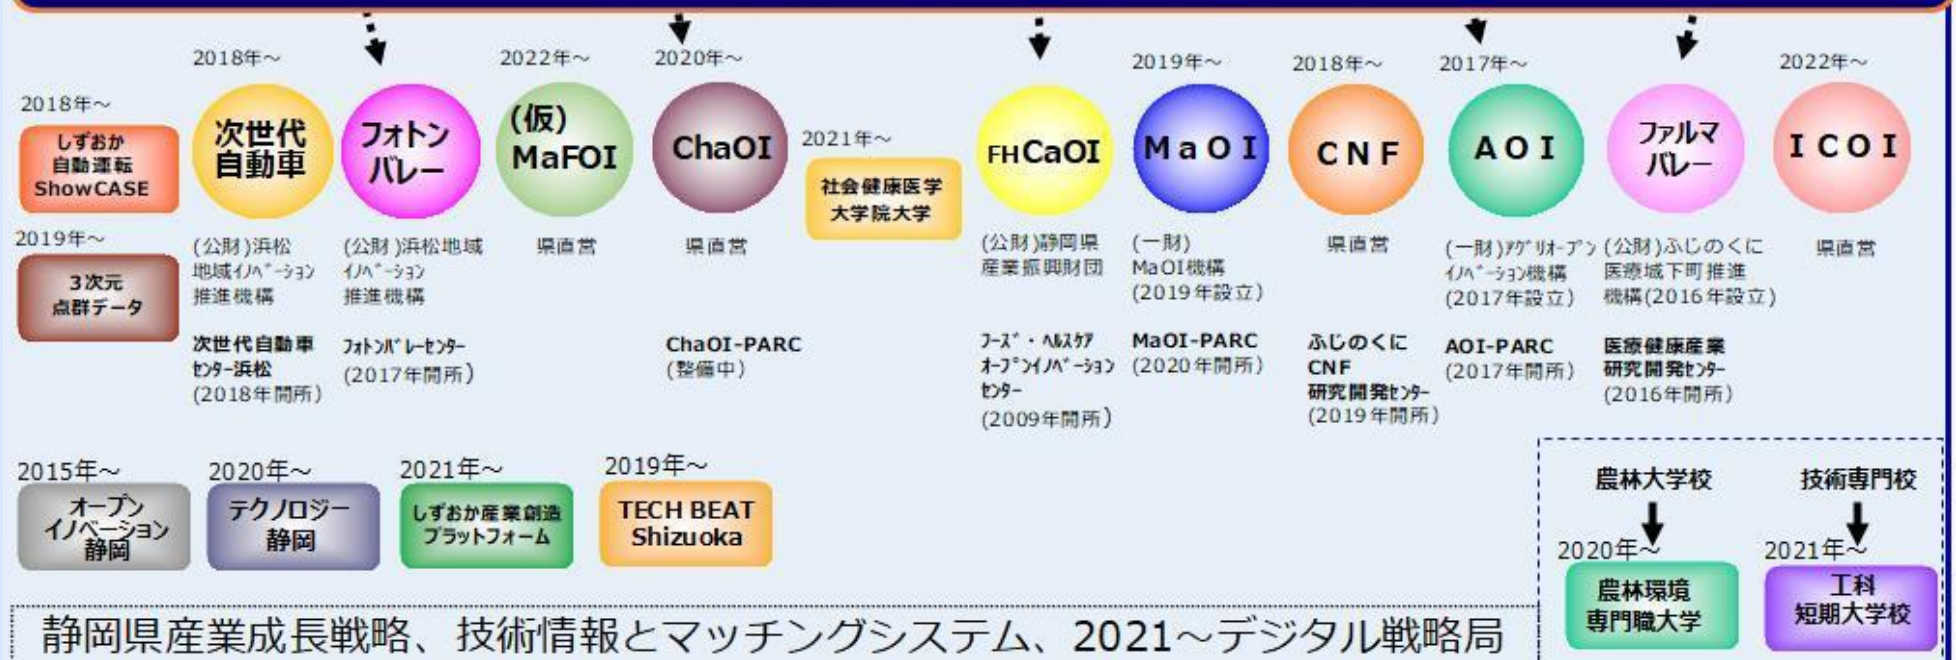 2018年～
しずおか
自動運転
ShowCASE
2019年～
3次元
点群データ
2018年～
次世代
自動車
(公財)浜松
地域ｲﾉﾍﾞｰｼｮﾝ
推進機構
次世代自動車
ｾﾝﾀｰ浜松
(2018年開所)
フォトン
バレー
(公財)浜松地域
ｲﾉﾍﾞｰｼｮﾝ
推進機構
ﾌｫﾄﾝﾊﾞﾚｰｾﾝﾀｰ
(2017年開所)
2022年～
(仮)
MaFOI
県直営
2020年～
ChaOI
県直営
ChaOI-PARC
(整備中)
2021年～
社会健康医学
大学院大学
FHCaOI
(公財)静岡県
産業振興財団
ﾌｰｽﾞ・ﾍﾙｽｹｱ
ｵｰﾌﾟﾝｲﾉﾍﾞｰｼｮﾝ
ｾﾝﾀｰ
(2009年開所)
2019年～
MaOI
(一財)
MaOI機構
(2019年設立)
MaOI-PARC
(2020年開所)
2018年～
CNF
県直営
ふじのくに
CNF
研究開発ｾﾝﾀｰ
(2019年開所)
2017年～
AOI
(一財)ｱｸﾞﾘｵｰﾌﾟﾝ
ｲﾉﾍﾞｰｼｮﾝ機構
(2017年設立)
AOI-PARC
(2017年開所)
ファルマ
バレー
(公財)ふじのくに
医療城下町推進
機構(2016年設立)
医療健康産業
研究開発ｾﾝﾀｰ
(2016年開所)
2022年～
ICOI
県直営
2015年～
オープン
イノベーション
静岡
2020年～
テクノロジー
静岡
2021年～
しずおか産業創造
プラットフォーム
2019年～
TECH BEAT
Shizuoka
農林大学校
2020年～
農林環境
専門職大学
技術専門校
2021年～
工科
短期大学校
静岡県産業成長戦略、技術情報とマッチングシステム、2021～デジタル戦略局